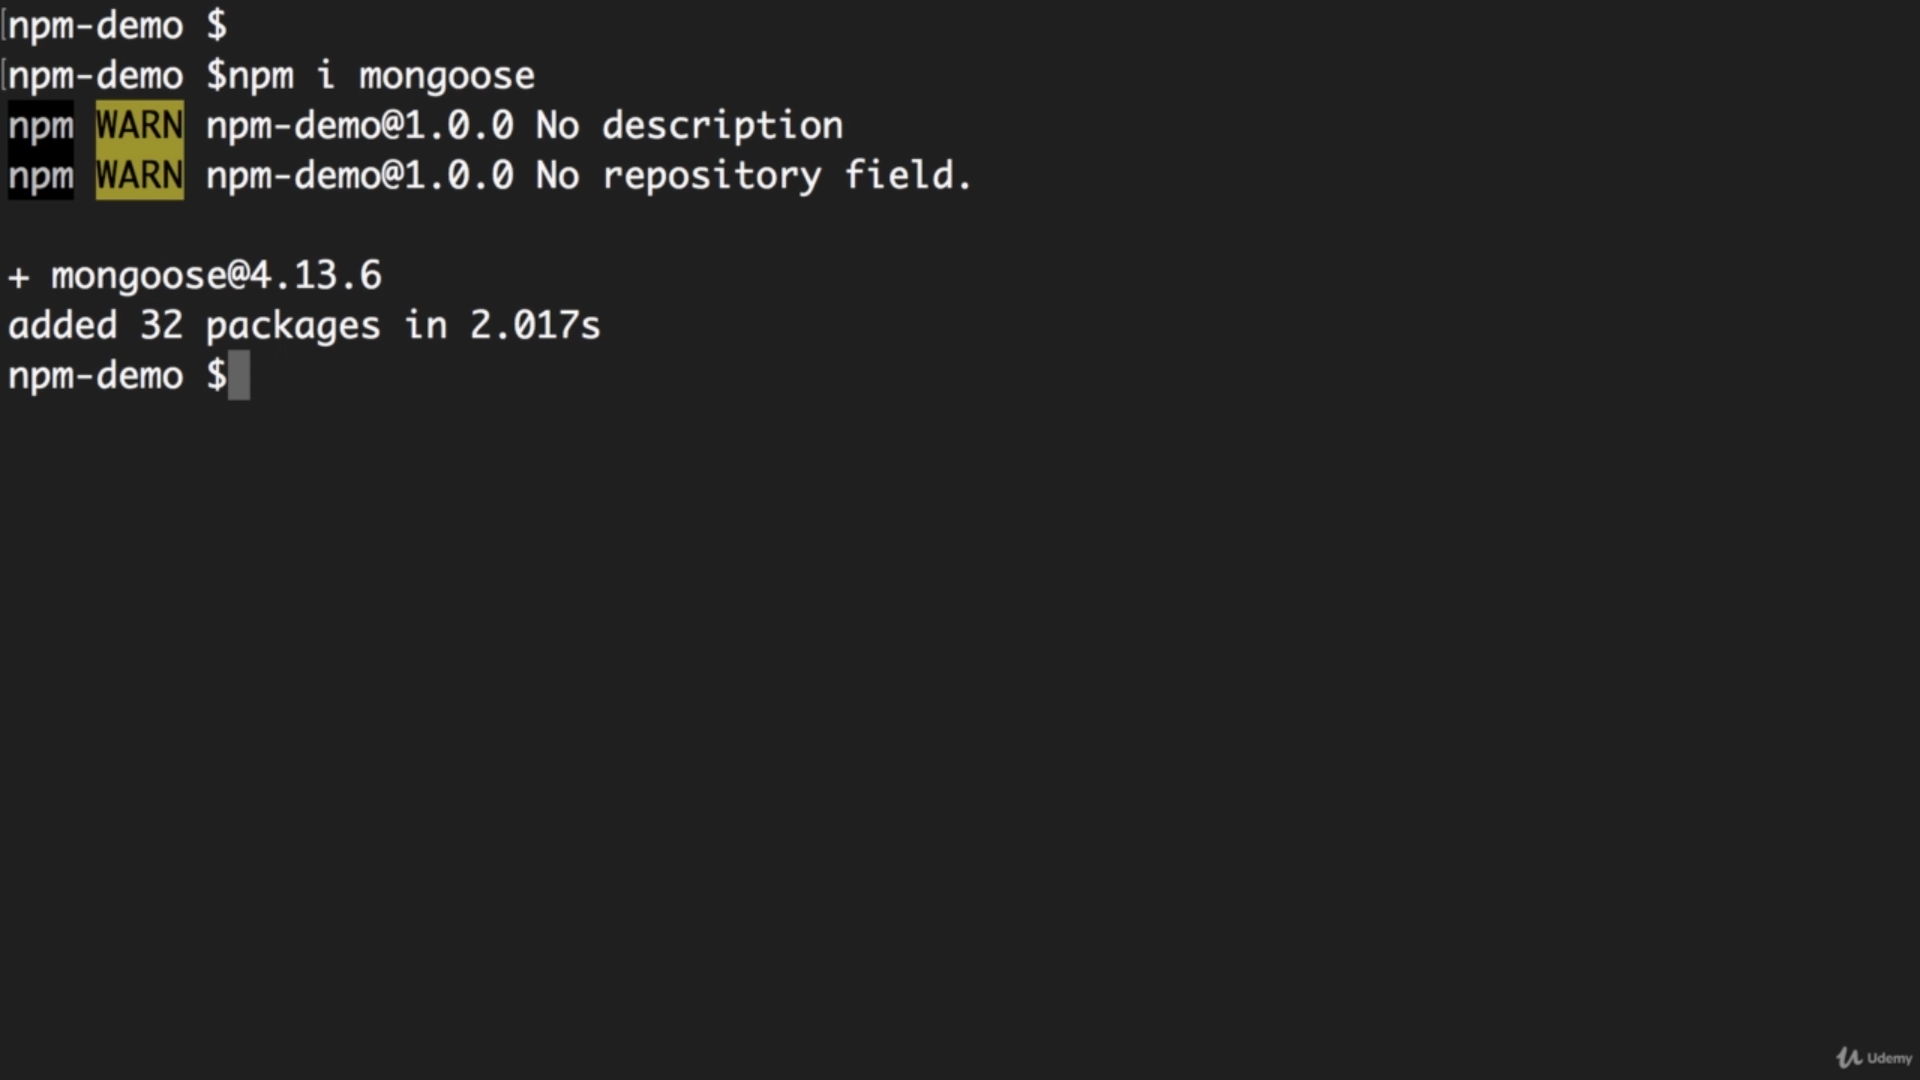 [npm-demo $
[npm-demo $npm i mongoose
npm WARN npm-demo@1.0.0 No description
npm WARN npm-demo@1.0.0 No repository field.
+ mongoose@4.13.6
added 32 packages in 2.017s
npm-demo $
Udemy